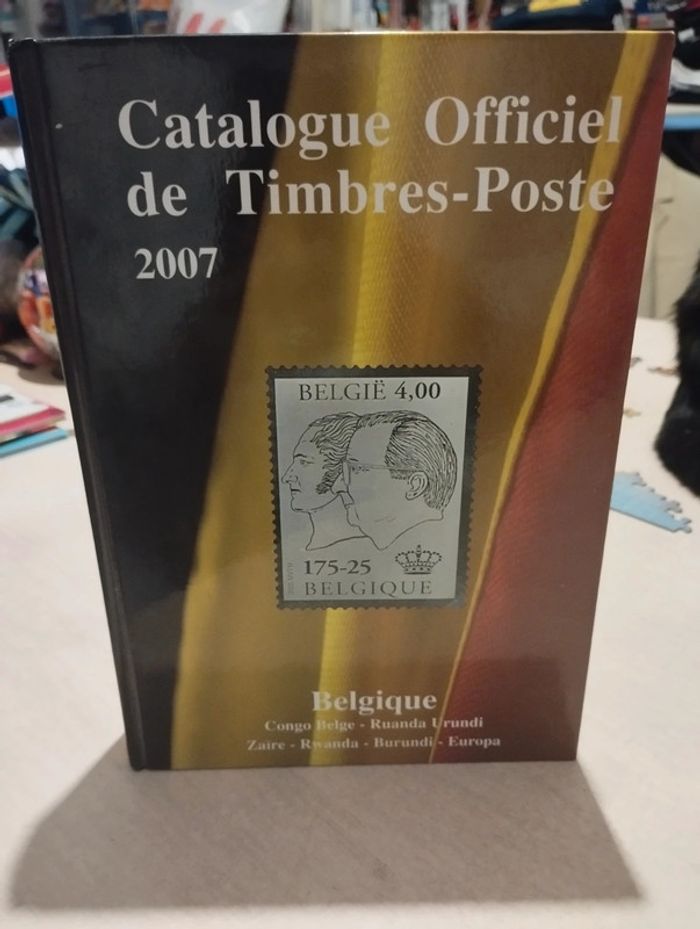 Catalogue Officiel
de Timbres-Poste
2007
BELGIË 4,00
175-25
BELGIQUE
Belgique
Congo Belge - Ruanda Urundi
Zaire - Rwanda - Burundi - Europa